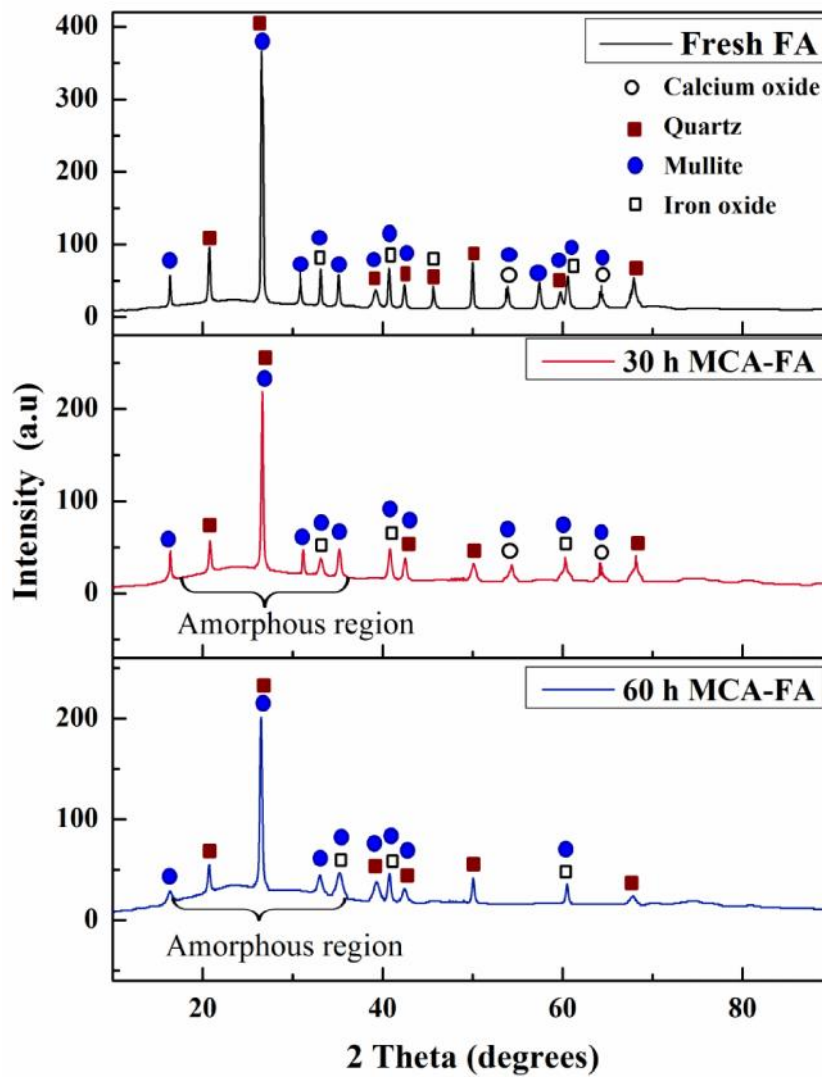 Fresh FA
Calcium oxide
Quartz
Mullite
Iron oxide
400
300
200
100
0
30 h MCA-FA
200
100
0
Amorphous region
60 h MCA-FA
200
100
0
Amorphous region
20 40 60 80
Intensity (a.u)
2 Theta (degrees)